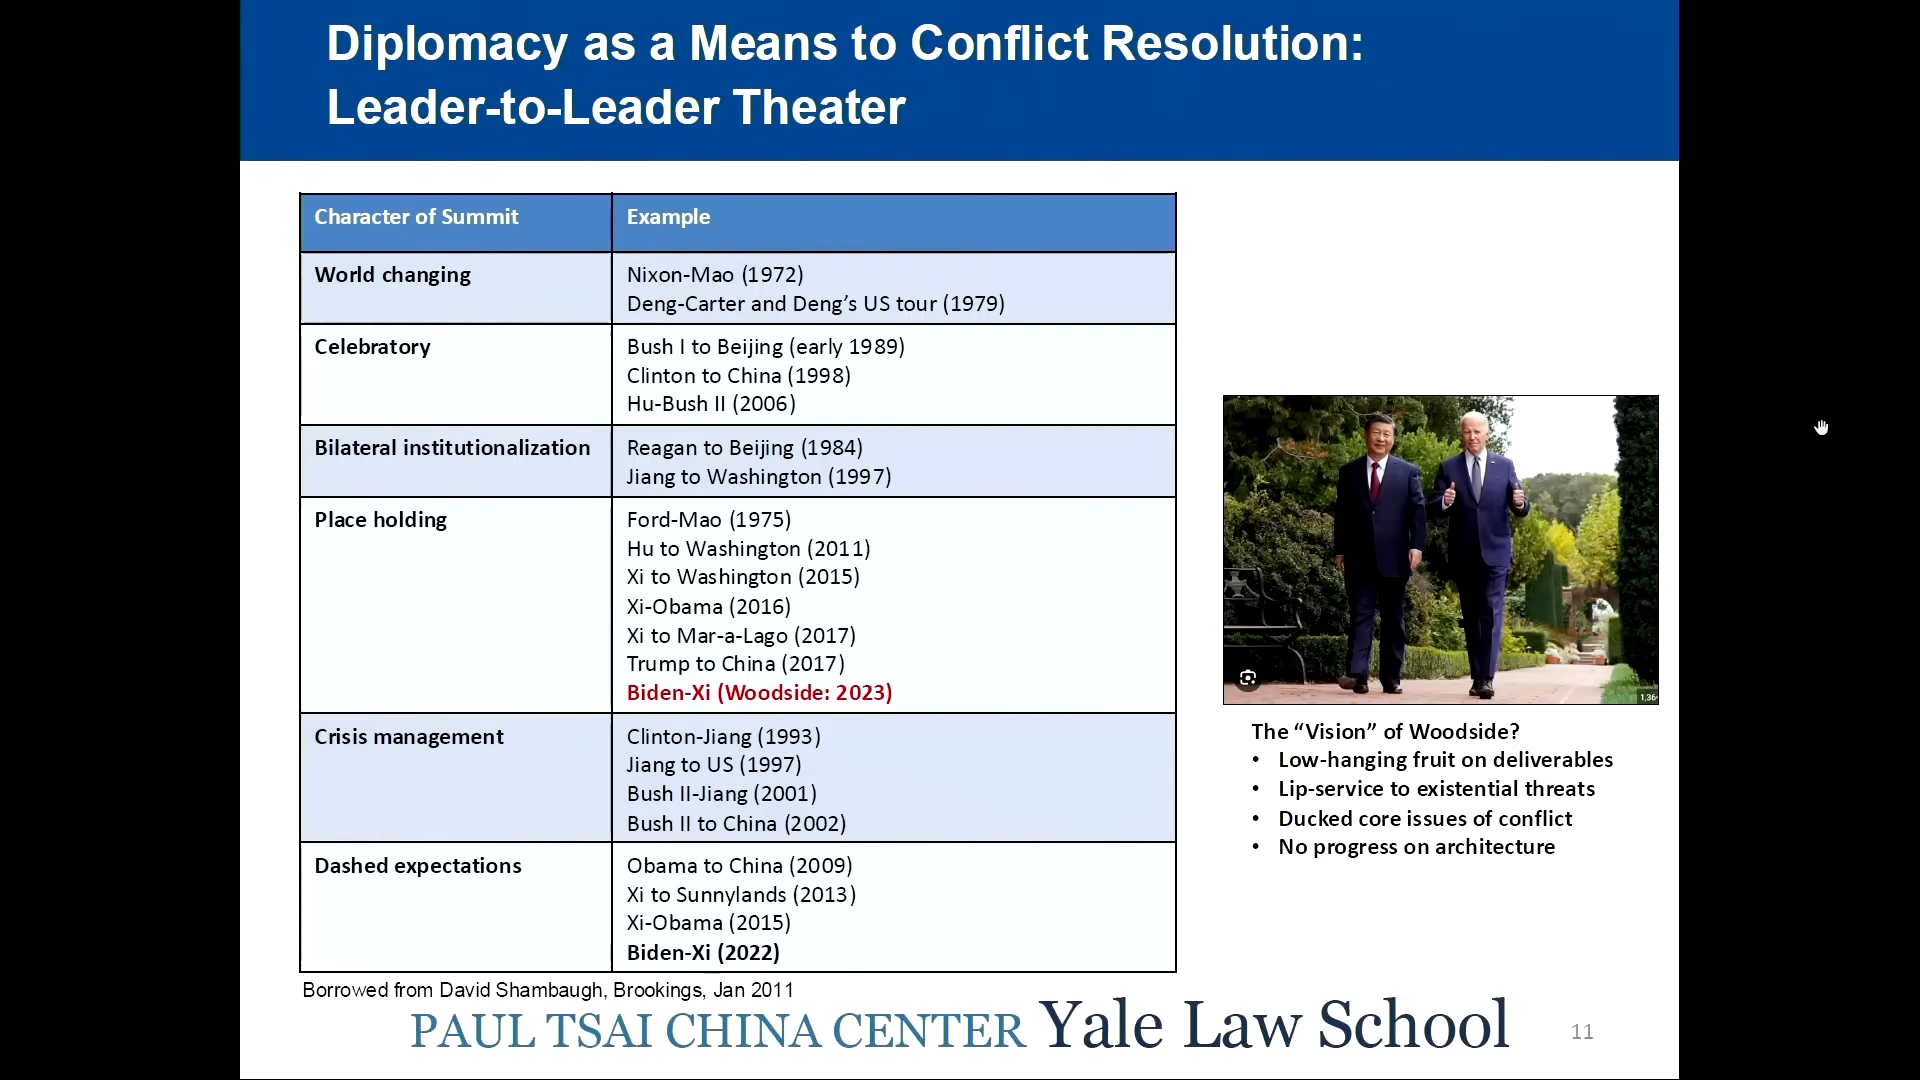 Diplomacy as a Means to Conflict Resolution:
Leader-to-Leader Theater
Character of Summit
Example
World changing
Nixon-Mao (1972)
Deng-Carter and Deng’s US tour (1979)
Celebratory
Bush I to Beijing (early 1989)
Clinton to China (1998)
Hu-Bush II (2006)
Bilateral institutionalization
Reagan to Beijing (1984)
Jiang to Washington (1997)
Place holding
Ford-Mao (1975)
Hu to Washington (2011)
Xi to Washington (2015)
Xi-Obama (2016)
Xi to Mar-a-Lago (2017)
Trump to China (2017)
Biden-Xi (Woodside: 2023)
Crisis management
Clinton-Jiang (1993)
Jiang to US (1997)
Bush II-Jiang (2001)
Bush II to China (2002)
Dashed expectations
Obama to China (2009)
Xi to Sunnylands (2013)
Xi-Obama (2015)
Biden-Xi (2022)
Borrowed from David Shambaugh, Brookings, Jan 2011
The “Vision” of Woodside?
• Low-hanging fruit on deliverables
• Lip-service to existential threats
• Ducked core issues of conflict
• No progress on architecture
PAUL TSAI CHINA CENTER Yale Law School
11